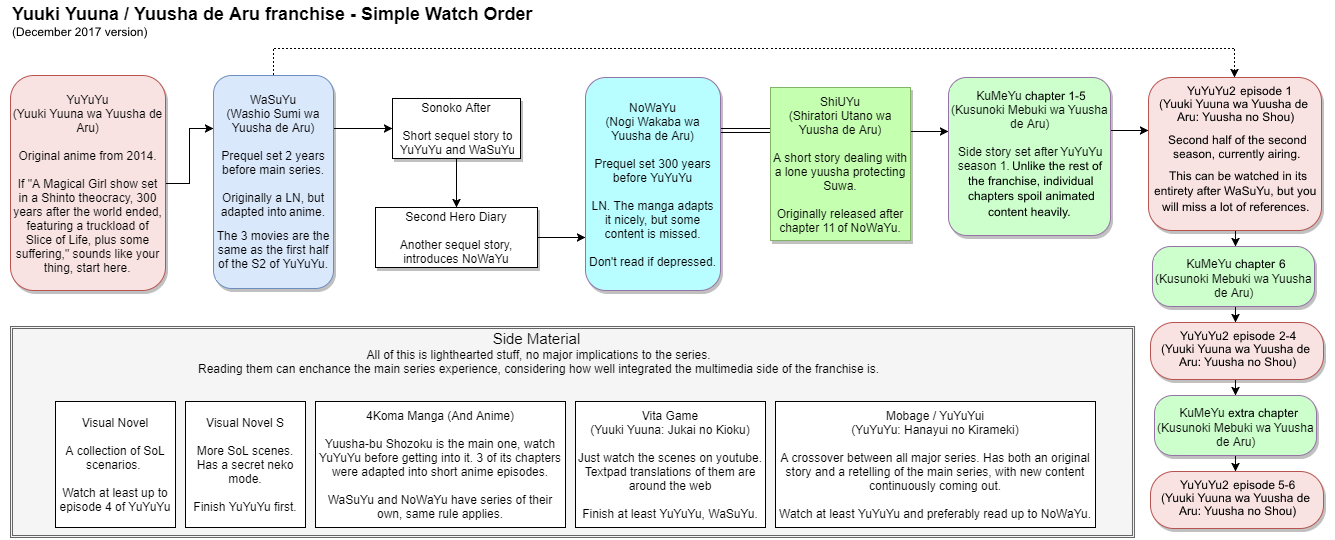 Yuuki Yuuna / Yuusha de Aru franchise - Simple Watch Order
(December 2017 version)
YuYuYu
(Yuuki Yuuna wa Yuusha de
Aru)
Original anime from 2014.
If "A Magical Girl show set
in a Shinto theocracy, 300
years after the world ended,
featuring a truckload of
Slice of Life, plus some
suffering," sounds like your
thing, start here.
WaSuYu
(Washio Sumi wa
Yuusha de Aru)
Prequel set 2 years
before main series.
Originally a LN, but
adapted into anime.
The 3 movies are the
same as the first half
of the S2 of YuYuYu.
Sonoko After
Short sequel story to
YuYuYu and WaSuYu
Second Hero Diary
Another sequel story,
introduces NoWaYu
NoWaYu
(Nogi Wakaba wa
Yuusha de Aru)
Prequel set 300 years
before YuYuYu
LN. The manga adapts
it nicely, but some
content is missed.
Don't read if depressed.
ShiUYu
(Shiratori Utano wa
Yuusha de Aru)
A short story dealing with
a lone yuusha protecting
Suwa.
Originally released after
chapter 11 of NoWaYu.
KuMeYu chapter 1-5
(Kusunoki Mebuki wa Yuusha
de Aru)
Side story set after YuYuYu
season 1. Unlike the rest of
the franchise, individual
chapters spoil animated
content heavily.
YuYuYu2 episode 1
(Yuuki Yuuna wa Yuusha de
Aru: Yuusha no Shou)
Second half of the second
season, currently airing.
This can be watched in its
entirety after WaSuYu, but you
will miss a lot of references.
KuMeYu chapter 6
(Kusunoki Mebuki wa Yuusha
de Aru)
YuYuYu2 episode 2-4
(Yuuki Yuuna wa Yuusha de
Aru: Yuusha no Shou)
KuMeYu extra chapter
(Kusunoki Mebuki wa Yuusha
de Aru)
YuYuYu2 episode 5-6
(Yuuki Yuuna wa Yuusha de
Aru: Yuusha no Shou)
Side Material
All of this is lighthearted stuff, no major implications to the series.
Reading them can enchance the main series experience, considering how well integrated the multimedia side of the franchise is.
Visual Novel
A collection of SoL
scenarios.
Watch at least up to
episode 4 of YuYuYu
Visual Novel S
More SoL scenes.
Has a secret neko
mode.
Finish YuYuYu first.
4Koma Manga (And Anime)
Yuusha-bu Shozoku is the main one, watch
YuYuYu before getting into it. 3 of its chapters
were adapted into short anime episodes.
WaSuYu and NoWaYu have series of their
own, same rule applies.
Vita Game
(Yuuki Yuuna: Jukai no Kioku)
Just watch the scenes on youtube.
Textpad translations of them are
around the web
Finish at least YuYuYu, WaSuYu.
Mobage / YuYuYui
(YuYuYu: Hanayui no Kirameki)
A crossover between all major series. Has both an original
story and a retelling of the main series, with new content
continuously coming out.
Watch at least YuYuYu and preferably read up to NoWaYu.